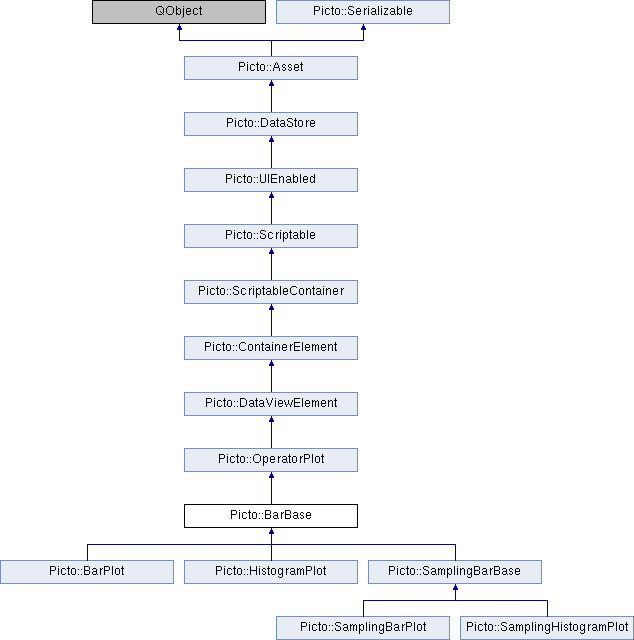 QObject
Picto::Serializable
Picto::Asset
Picto::DataStore
Picto::UIEnabled
Picto::Scriptable
Picto::ScriptableContainer
Picto::ContainerElement
Picto::DataViewElement
Picto::OperatorPlot
Picto::BarBase
Picto::BarPlot
Picto::HistogramPlot
Picto::SamplingBarBase
Picto::SamplingBarPlot
Picto::SamplingHistogramPlot